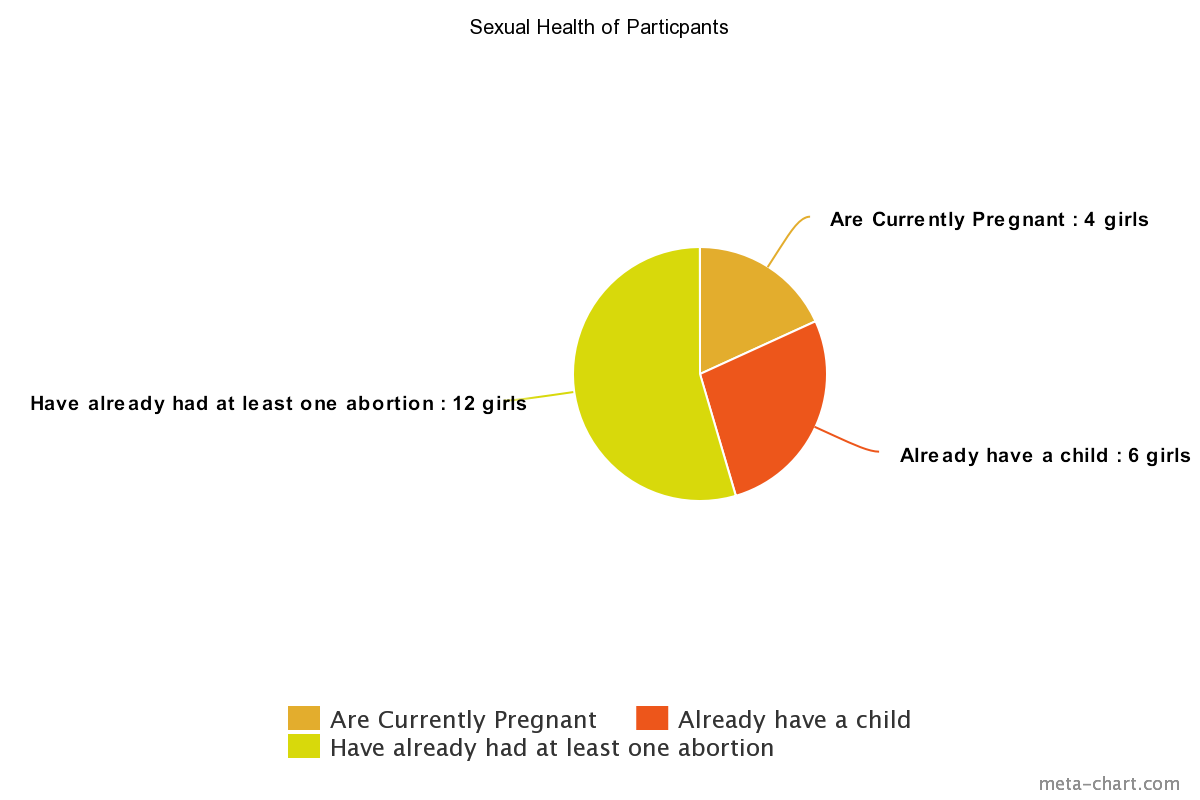 Sexual Health of Particpants
Are Currently Pregnant : 4 girls
Have already had at least one abortion : 12 girls
Already have a child : 6 girls
Are Currently Pregnant
Already have a child
Have already had at least one abortion
meta-chart.com